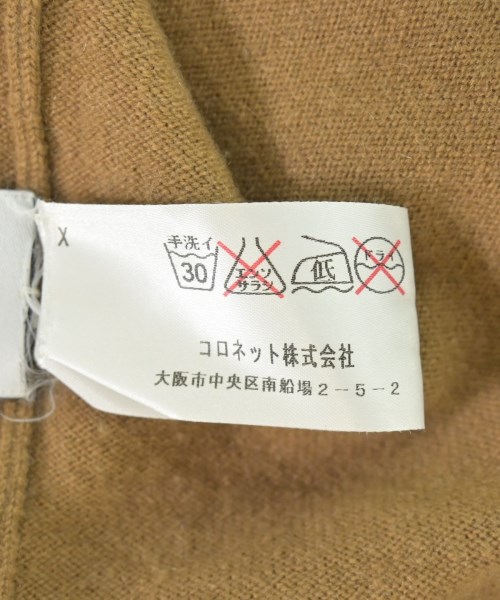 X
手洗イ
30
エンソ
サラシ
低
ドライ
コロネット株式会社
大阪市中央区南船場2-5-2